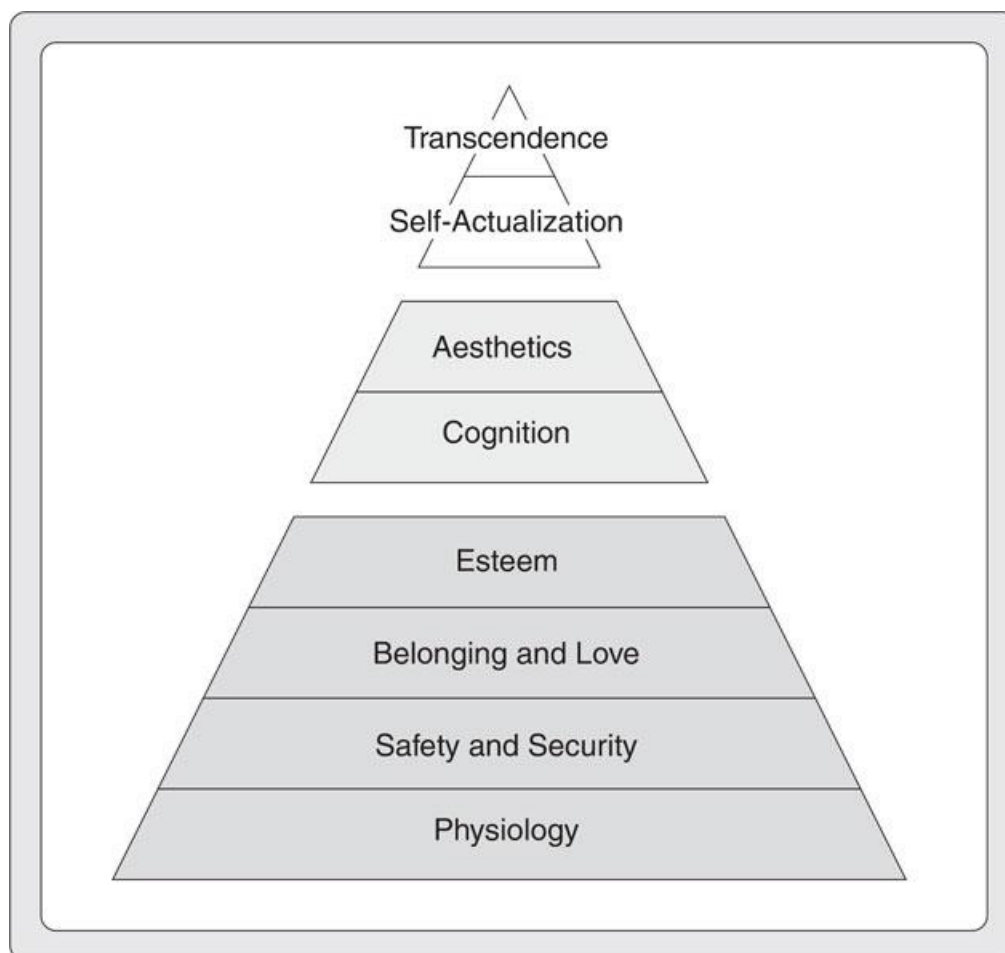 Transcendence
Self-Actualization
Aesthetics
Cognition
Esteem
Belonging and Love
Safety and Security
Physiology